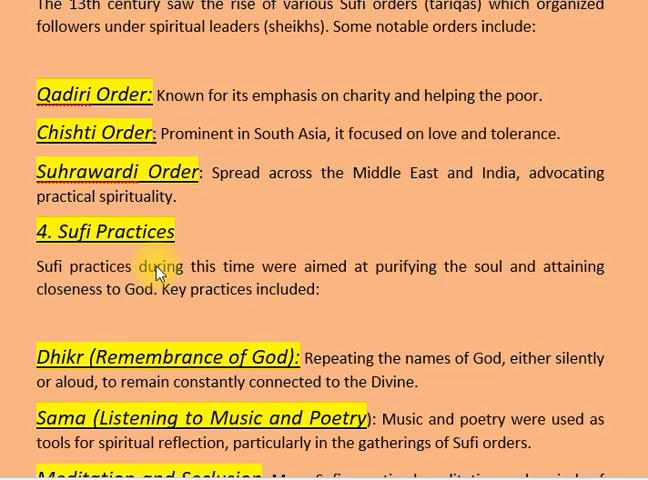 The 13th century saw the rise of various Sufi orders (tariqas) which organized
followers under spiritual leaders (sheikhs). Some notable orders include:
Qadiri Order: Known for its emphasis on charity and helping the poor.
Chishti Order: Prominent in South Asia, it focused on love and tolerance.
Suhrawardi Order: Spread across the Middle East and India, advocating
practical spirituality.
4. Sufi Practices
Sufi practices during this time were aimed at purifying the soul and attaining
closeness to God. Key practices included:
Dhikr (Remembrance of God): Repeating the names of God, either silently
or aloud, to remain constantly connected to the Divine.
Sama (Listening to Music and Poetry): Music and poetry were used as
tools for spiritual reflection, particularly in the gatherings of Sufi orders.
Meditation and Seclusion